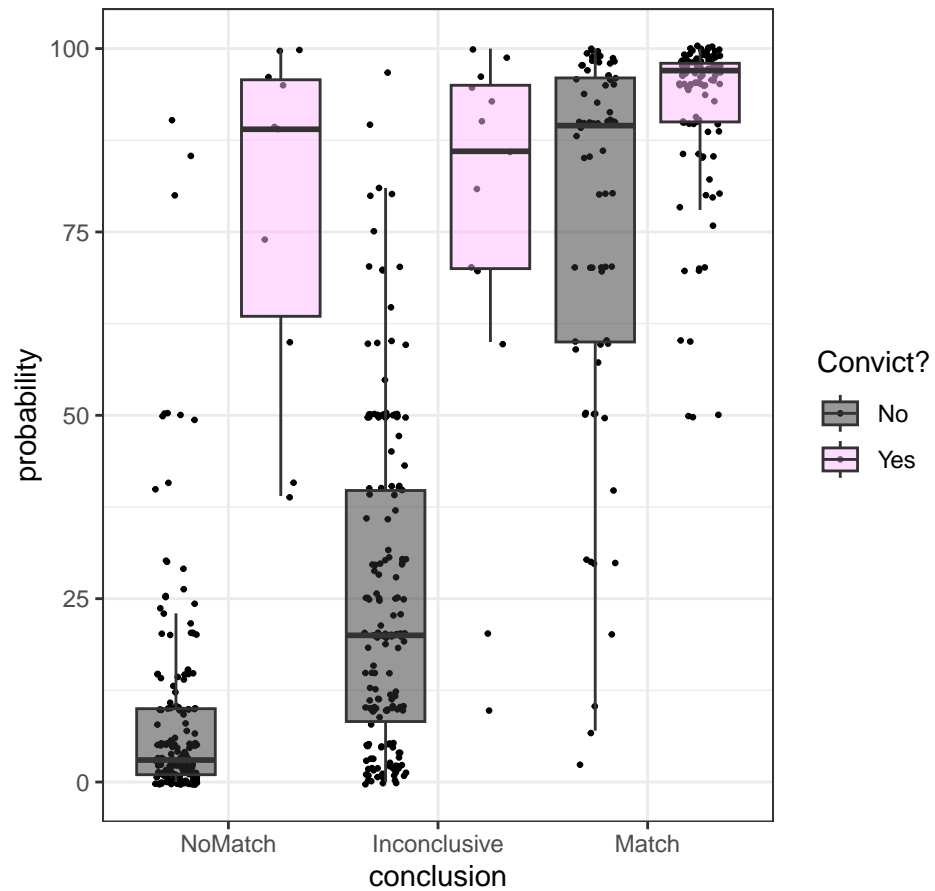 100
75
50
25
0
probability
NoMatch
Inconclusive
Match
conclusion
Convict?
No
Yes